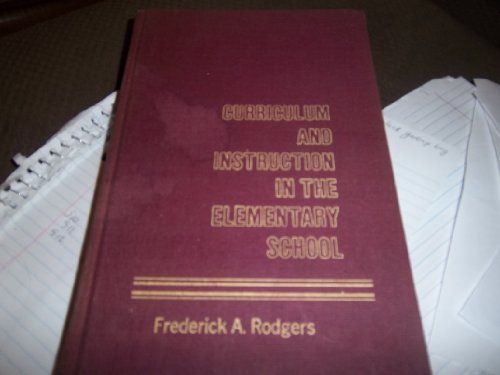 CURRICULUM
AND
INSTRUCTION
IN THE
ELEMENTARY
SCHOOL
Frederick A. Rodgers